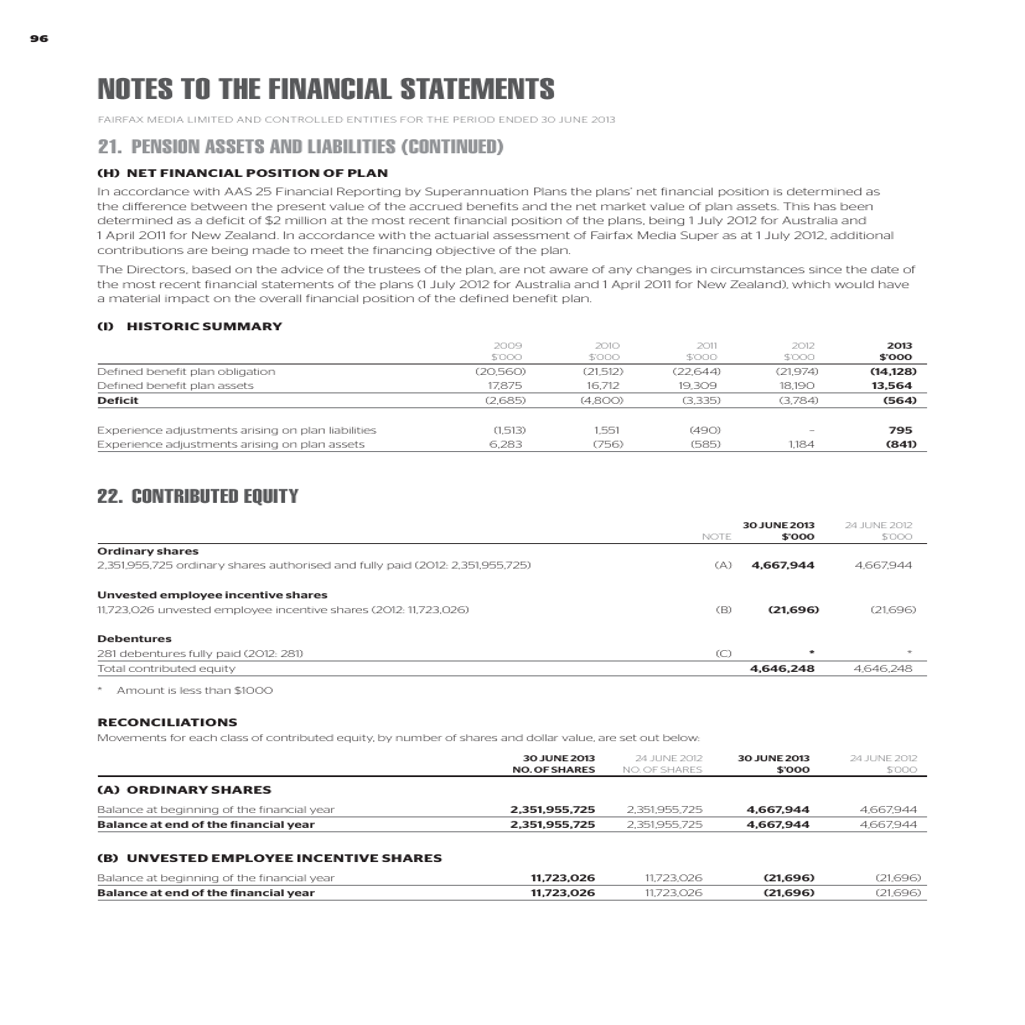 96
NOTES TO THE FINANCIAL STATEMENTS
FAIRFAX MEDIA LIMITED AND CONTROLLED ENTITIES FOR THE PERIOD ENDED 30 JUNE 2013
21. PENSION ASSETS AND LIABILITIES (CONTINUED)
(H) NET FINANCIAL POSITION OF PLAN
In accordance with AAS 25 Financial Reporting by Superannuation Plans the plans' net financial position is determined as
the difference between the present value of the accrued benefits and the net market value of plan assets. This has been
determined as a deficit of $2 million at the most recent financial position of the plans, being 1 July 2012 for Australia and
1 April 2011 for New Zealand. In accordance with the actuarial assessment of Fairfax Media Super as at 1 July 2012, additional
contributions are being made to meet the financing objective of the plan.
The Directors, based on the advice of the trustees of the plan, are not aware of any changes in circumstances since the date of
the most recent financial statements of the plans (1 July 2012 for Australia and 1 April 2011 for New Zealand), which would have
a material impact on the overall financial position of the defined benefit plan.
(I) HISTORIC SUMMARY
2009 2010 2011 2012 2013
$'000 $'000 $'000 $'000 $'000
Defined benefit plan obligation (20,560) (21,512) (22,644) (21,974) (14,128)
Defined benefit plan assets 17,875 16,712 19,309 18,190 13,564
Deficit (2,685) (4,800) (3,335) (3,784) (564)
Experience adjustments arising on plan liabilities (1,513) 1,551 (490) – 795
Experience adjustments arising on plan assets 6,283 (756) (585) 1,184 (841)
22. CONTRIBUTED EQUITY
30 JUNE 2013 24 JUNE 2012
NOTE $'000 $'000
Ordinary shares
2,351,955,725 ordinary shares authorised and fully paid (2012: 2,351,955,725) (A) 4,667,944 4,667,944
Unvested employee incentive shares
11,723,026 unvested employee incentive shares (2012: 11,723,026) (B) (21,696) (21,696)
Debentures
281 debentures fully paid (2012: 281) (C) * *
Total contributed equity 4,646,248 4,646,248
* Amount is less than $1000
RECONCILIATIONS
Movements for each class of contributed equity, by number of shares and dollar value, are set out below:
30 JUNE 2013 24 JUNE 2012 30 JUNE 2013 24 JUNE 2012
NO. OF SHARES NO. OF SHARES $'000 $'000
(A) ORDINARY SHARES
Balance at beginning of the financial year 2,351,955,725 2,351,955,725 4,667,944 4,667,944
Balance at end of the financial year 2,351,955,725 2,351,955,725 4,667,944 4,667,944
(B) UNVESTED EMPLOYEE INCENTIVE SHARES
Balance at beginning of the financial year 11,723,026 11,723,026 (21,696) (21,696)
Balance at end of the financial year 11,723,026 11,723,026 (21,696) (21,696)